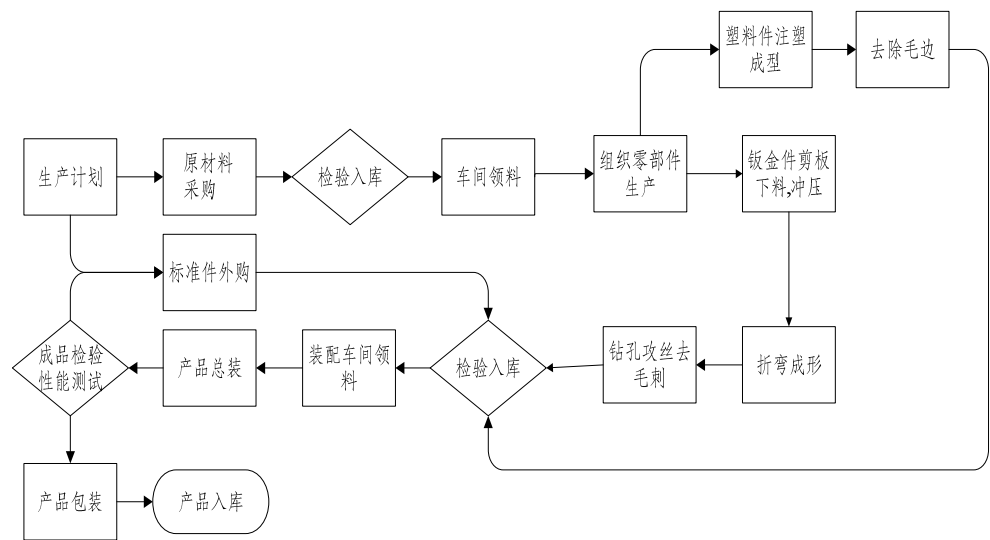 塑料件注塑
成型
去除毛边
生产计划
原材料
采购
检验入库
车间领料
组织零部件
生产
钣金件剪板
下料,冲压
标准件外购
成品检验
性能测试
产品总装
装配车间领
料
检验入库
钻孔攻丝去
毛刺
折弯成形
产品包装
产品入库